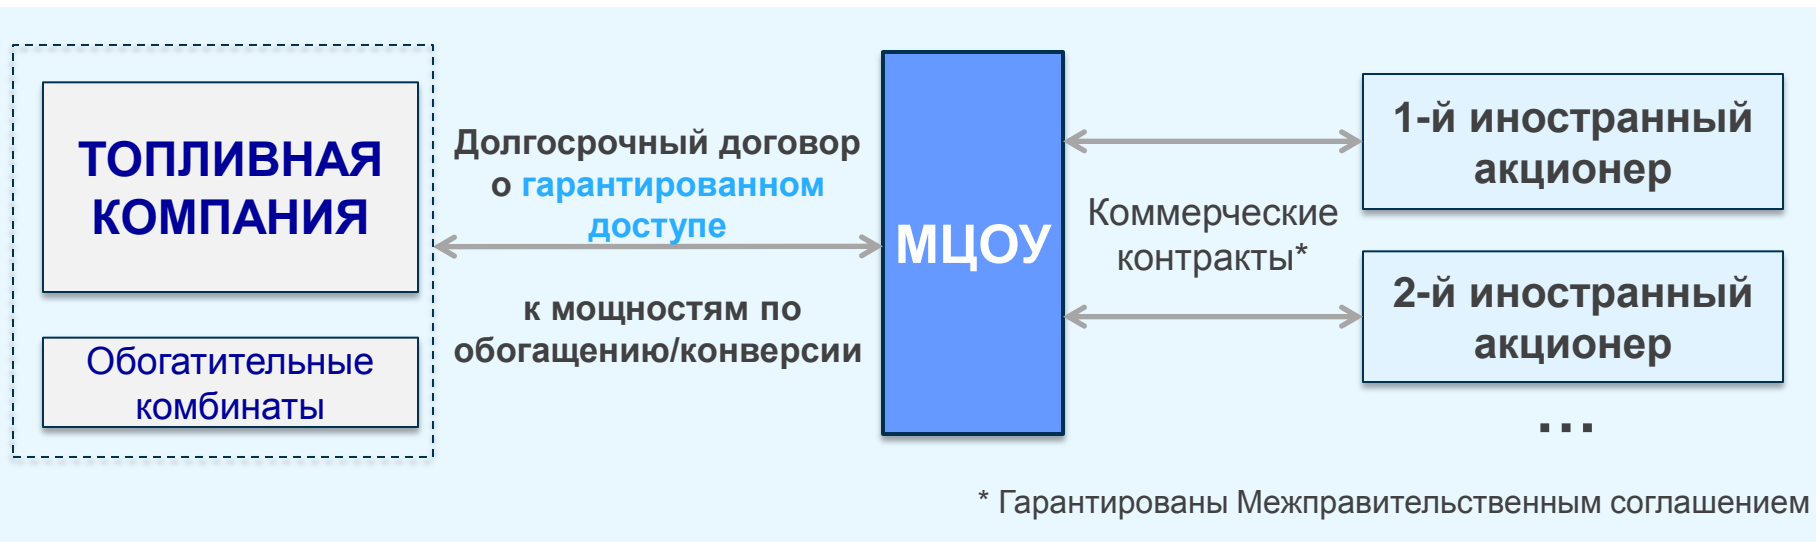 ТОПЛИВНАЯ
КОМПАНИЯ
Обогатительные
комбинаты
Долгосрочный договор
о гарантированном
доступе
к мощностям по
обогащению/конверсии
МЦОУ
Коммерческие
контракты*
1-й иностранный
акционер
2-й иностранный
акционер
...
* Гарантированы Межправительственным соглашением